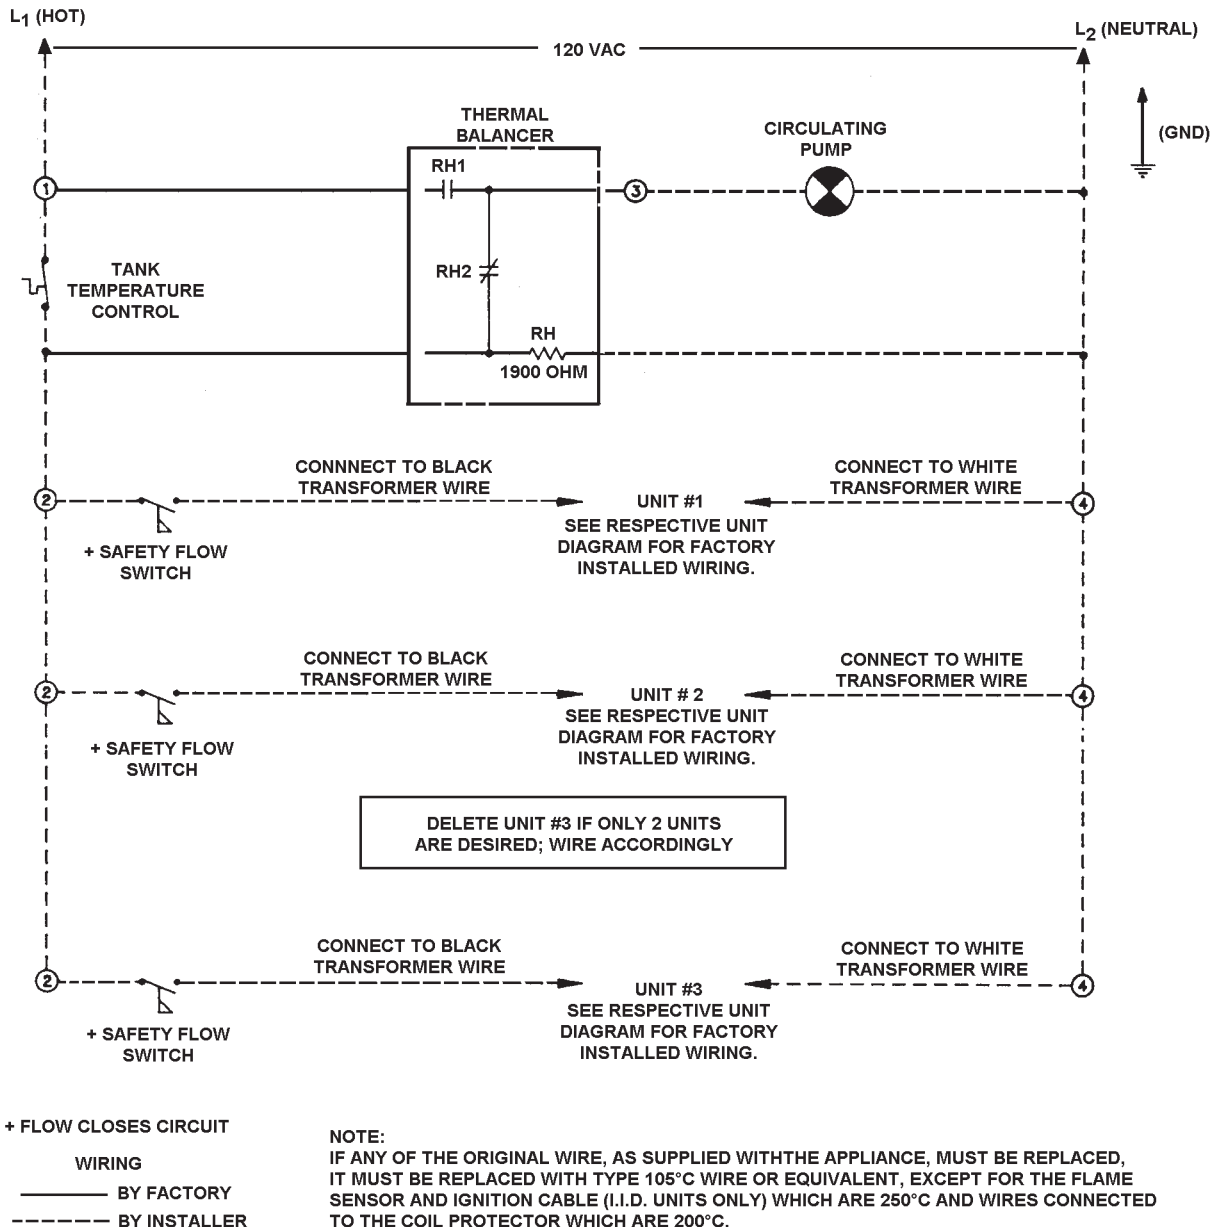 L1 (HOT)
L2 (NEUTRAL)
120 VAC
(GND)
THERMAL
BALANCER
CIRCULATING
PUMP
RH1
1
3
TANK
TEMPERATURE
CONTROL
RH2
RH
1900 OHM
CONNNECT TO BLACK
TRANSFORMER WIRE
CONNECT TO WHITE
TRANSFORMER WIRE
2
UNIT #1
4
SEE RESPECTIVE UNIT
DIAGRAM FOR FACTORY
INSTALLED WIRING.
+ SAFETY FLOW
SWITCH
CONNECT TO BLACK
TRANSFORMER WIRE
CONNECT TO WHITE
TRANSFORMER WIRE
2
UNIT # 2
4
SEE RESPECTIVE UNIT
DIAGRAM FOR FACTORY
INSTALLED WIRING.
+ SAFETY FLOW
SWITCH
DELETE UNIT #3 IF ONLY 2 UNITS
ARE DESIRED; WIRE ACCORDINGLY
CONNECT TO BLACK
TRANSFORMER WIRE
CONNECT TO WHITE
TRANSFORMER WIRE
2
UNIT #3
4
SEE RESPECTIVE UNIT
DIAGRAM FOR FACTORY
INSTALLED WIRING.
+ SAFETY FLOW
SWITCH
+ FLOW CLOSES CIRCUIT
WIRING
BY FACTORY
BY INSTALLER
NOTE:
IF ANY OF THE ORIGINAL WIRE, AS SUPPLIED WITHTHE APPLIANCE, MUST BE REPLACED,
IT MUST BE REPLACED WITH TYPE 105°C WIRE OR EQUIVALENT, EXCEPT FOR THE FLAME
SENSOR AND IGNITION CABLE (I.I.D. UNITS ONLY) WHICH ARE 250°C AND WIRES CONNECTED
TO THE COIL PROTECTOR WHICH ARE 200°C.